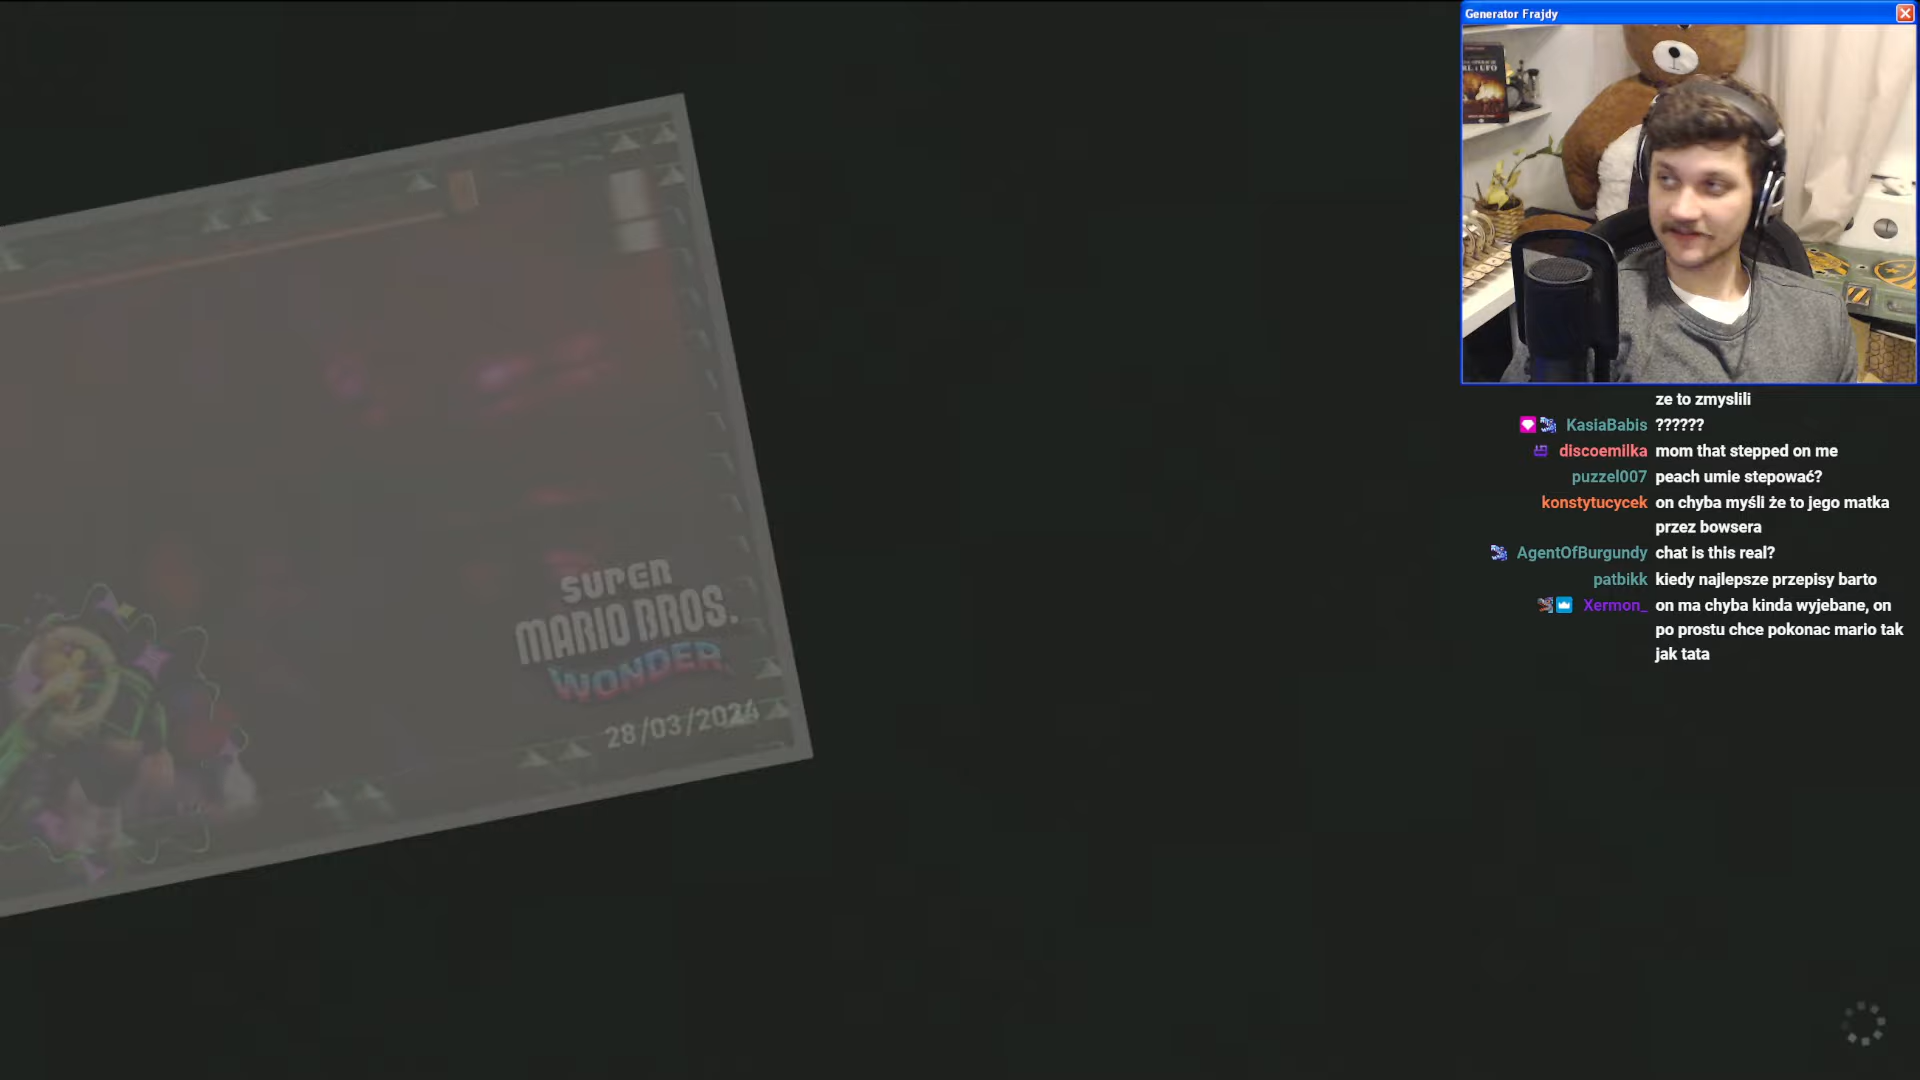 Generator Frajdy
SUPER
MARIO BROS.
WONDER
28/03/2024
ze to zmyslili
KasiaBabis ??????
discoemilka mom that stepped on me
puzzel007 peach umie stepować?
konstytucycek on chyba myśli że to jego matka
przez bowsera
AgentOfBurgundy chat is this real?
patbikk kiedy najlepsze przepisy barto
Xermon_ on ma chyba kinda wyjebane, on
po prostu chce pokonac mario tak
jak tata